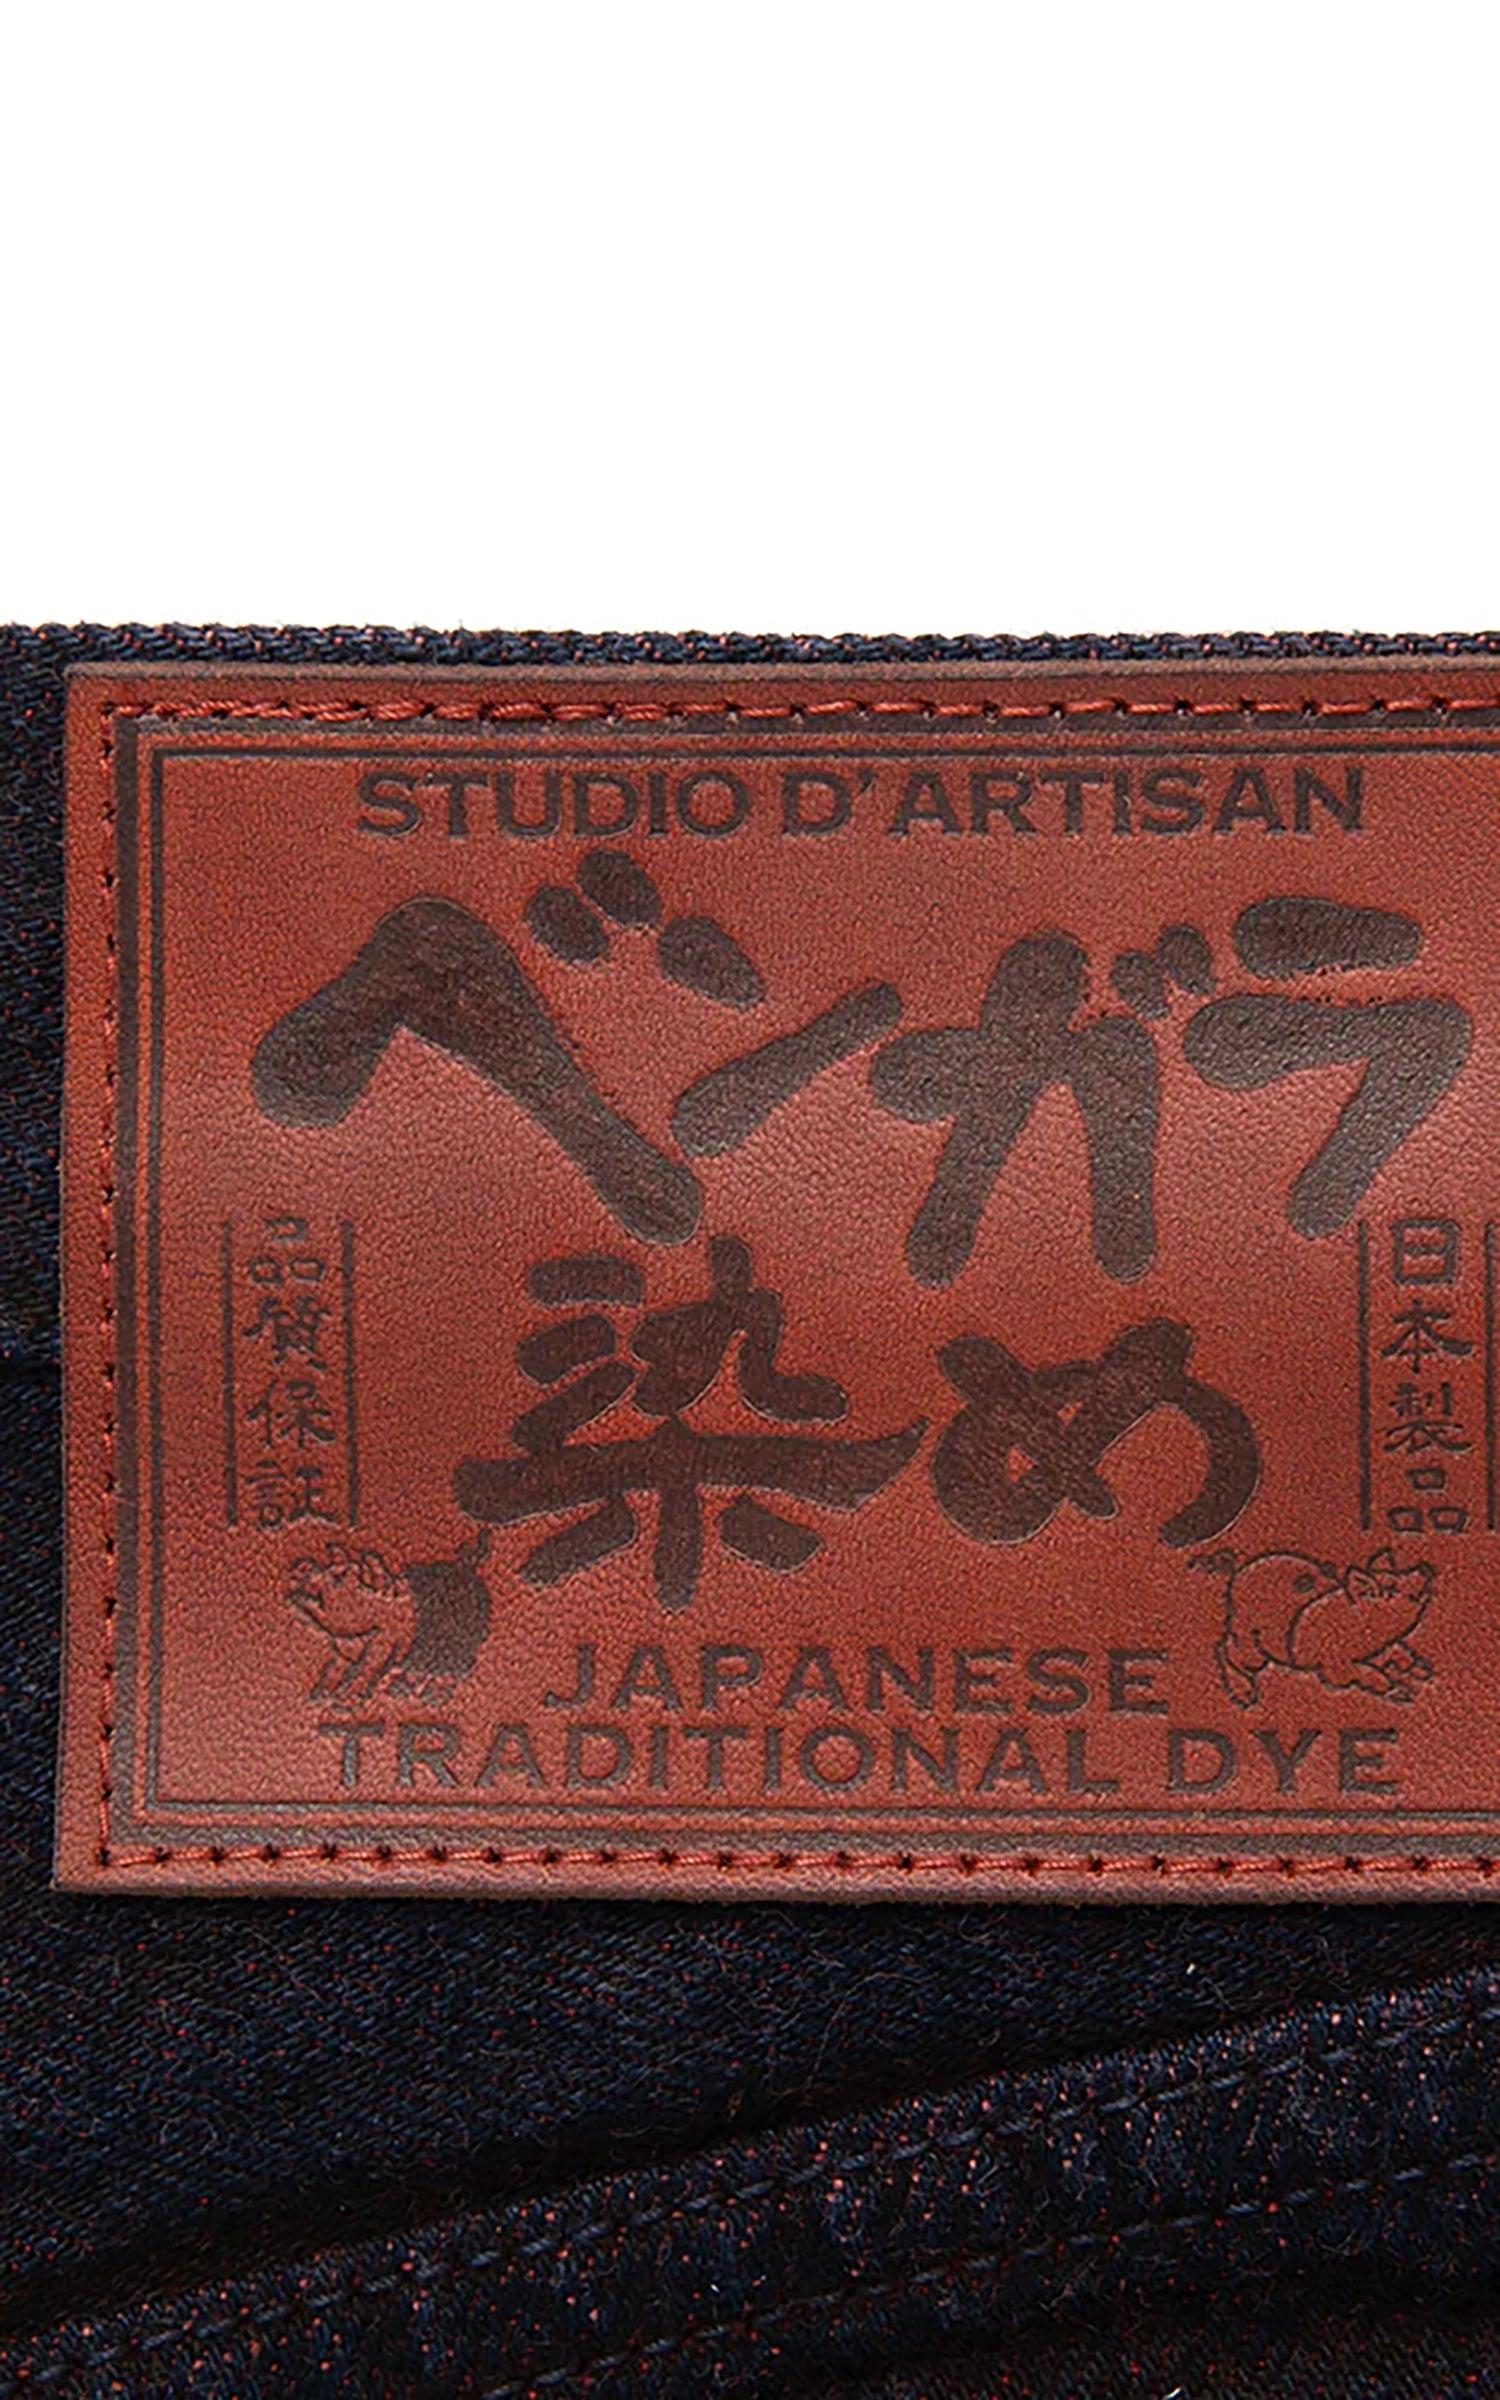 STUDIO D'ARTISAN
ベンガラ
染め
品質保証
日本製品
JAPANESE
TRADITIONAL DYE